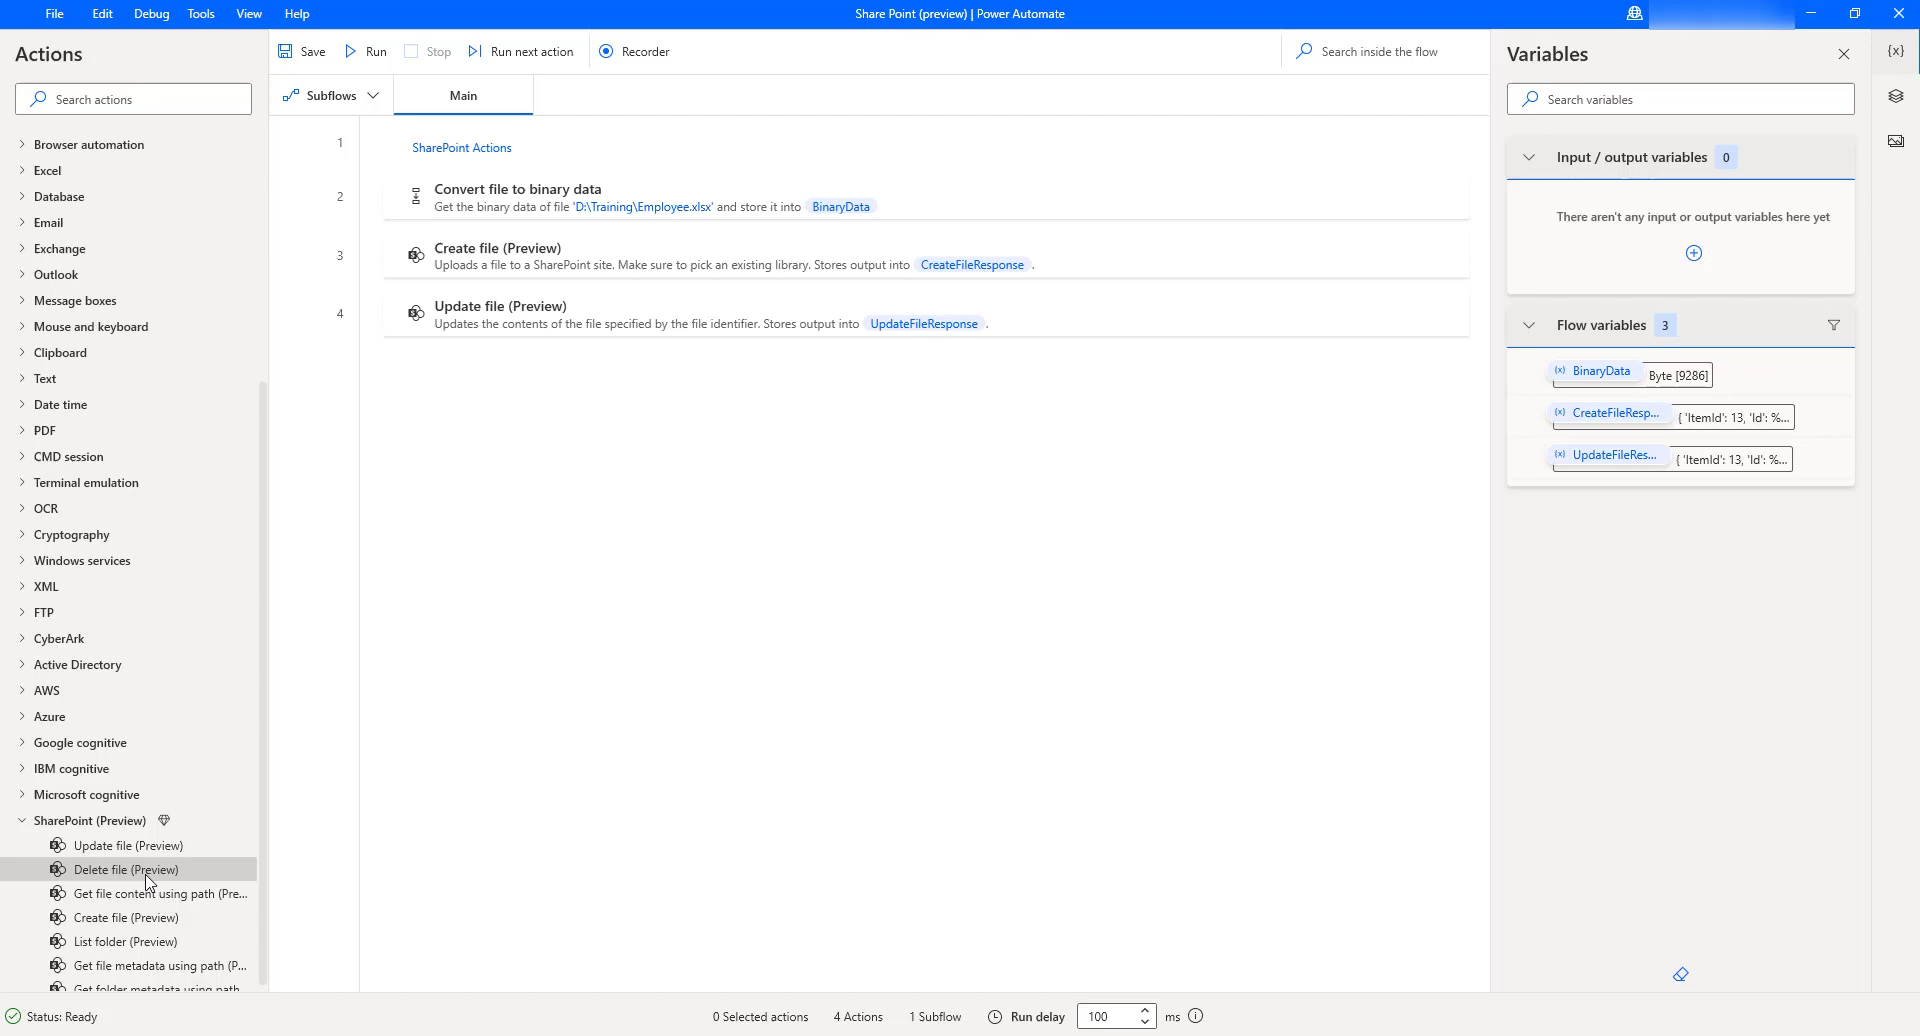 File Edit Debug Tools View Help
Share Point (preview) | Power Automate
Actions
Search actions
Browser automation
Excel
Database
Email
Exchange
Outlook
Message boxes
Mouse and keyboard
Clipboard
Text
Date time
PDF
CMD session
Terminal emulation
OCR
Cryptography
Windows services
XML
FTP
CyberArk
Active Directory
AWS
Azure
Google cognitive
IBM cognitive
Microsoft cognitive
SharePoint (Preview)
Update file (Preview)
Delete file (Preview)
Get file content using path (Pre...
Create file (Preview)
List folder (Preview)
Get file metadata using path (P...
Get folder metadata using path
Save Run Stop Run next action Recorder
Search inside the flow
Subflows Main
1 SharePoint Actions
2 Convert file to binary data
Get the binary data of file 'D:\Training\Employee.xlsx' and store it into BinaryData
3 Create file (Preview)
Uploads a file to a SharePoint site. Make sure to pick an existing library. Stores output into CreateFileResponse .
4 Update file (Preview)
Updates the contents of the file specified by the file identifier. Stores output into UpdateFileResponse .
Variables
{x}
Search variables
Input / output variables 0
There aren't any input or output variables here yet
Flow variables 3
(x) BinaryData Byte [9286]
(x) CreateFileResp... { 'ItemId': 13, 'Id': %...
(x) UpdateFileRes... { 'ItemId': 13, 'Id': %...
Status: Ready
0 Selected actions 4 Actions 1 Subflow Run delay 100 ms